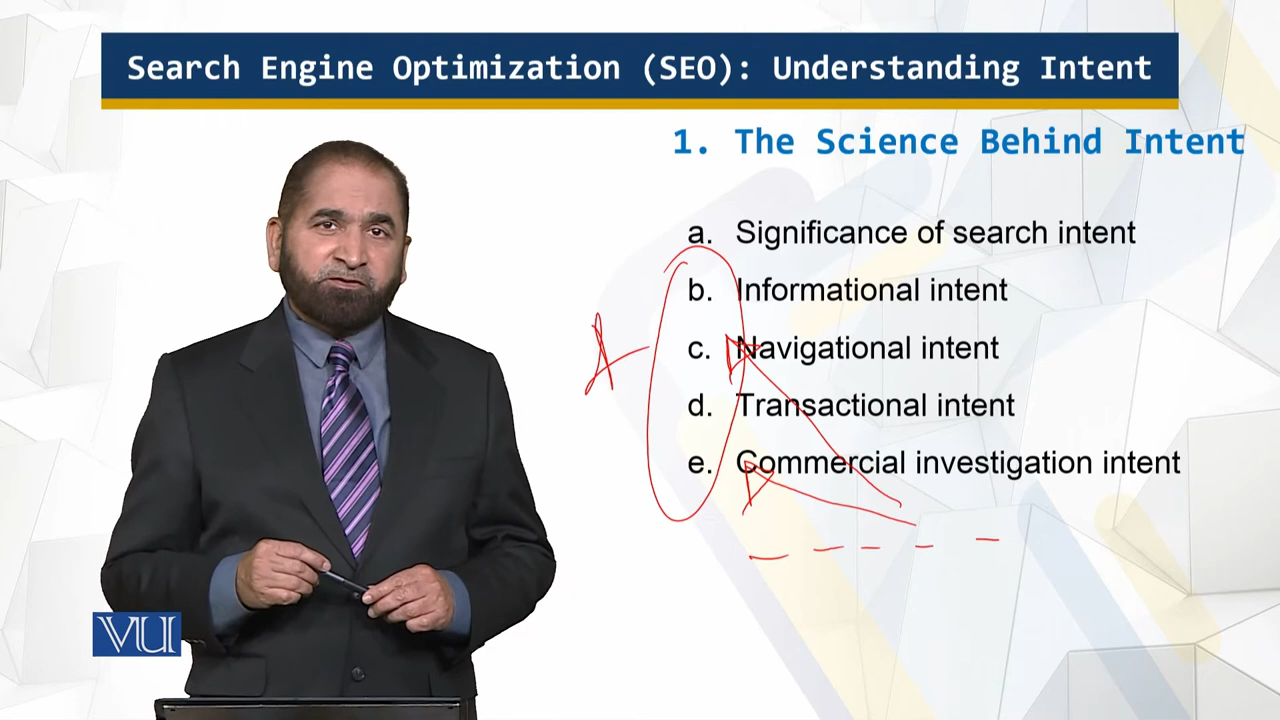 Search Engine Optimization (SEO): Understanding Intent
1. The Science Behind Intent
a. Significance of search intent
b. Informational intent
c. Navigational intent
d. Transactional intent
e. Commercial investigation intent
VU